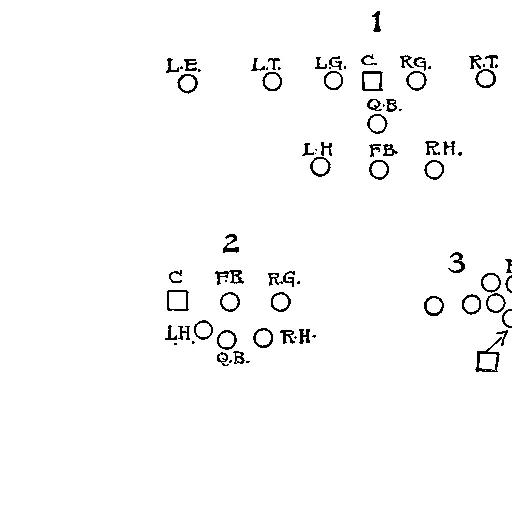 1
L.E. L.T. L.G. C. R.G. R.T.
Q.B.
L.H F.B. R.H.
2
C F.B. R.G.
L.H. R.H.
Q.B.
3